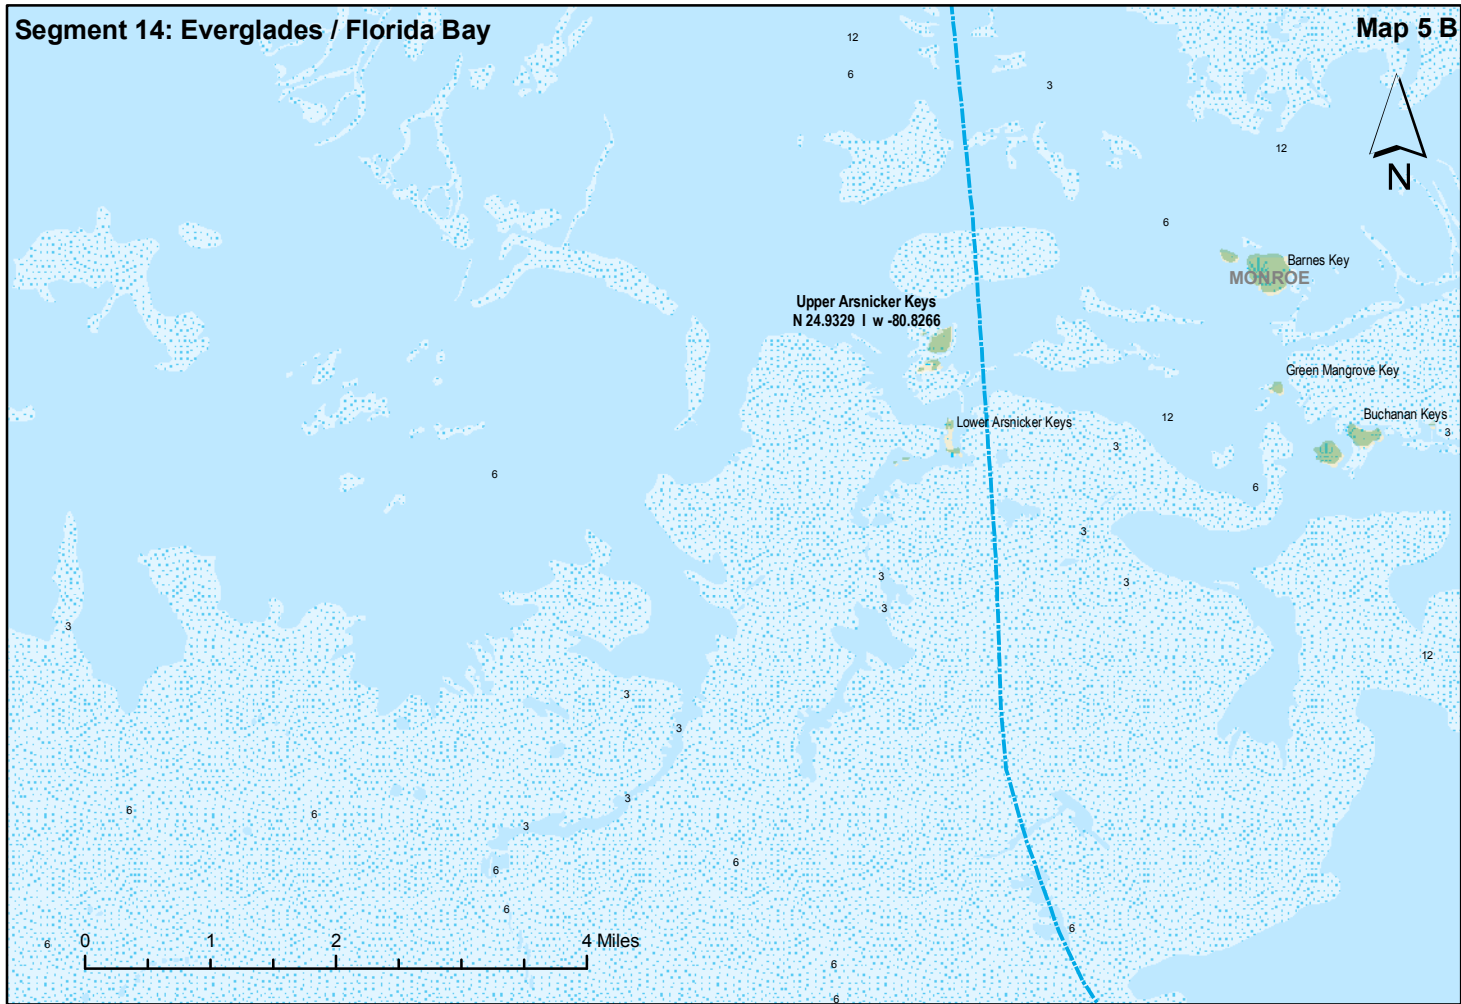 Segment 14: Everglades / Florida Bay
Map 5 B
12
6
3
12
N
6
Barnes Key
MONROE
Upper Arsnicker Keys
N 24.9329 I w -80.8266
Green Mangrove Key
Buchanan Keys
12
Lower Arsnicker Keys
3
3
6
6
3
3
3
3
3
12
3
3
3
6
6
3
6
6
6
6
6
0 1 2 4 Miles
6
6